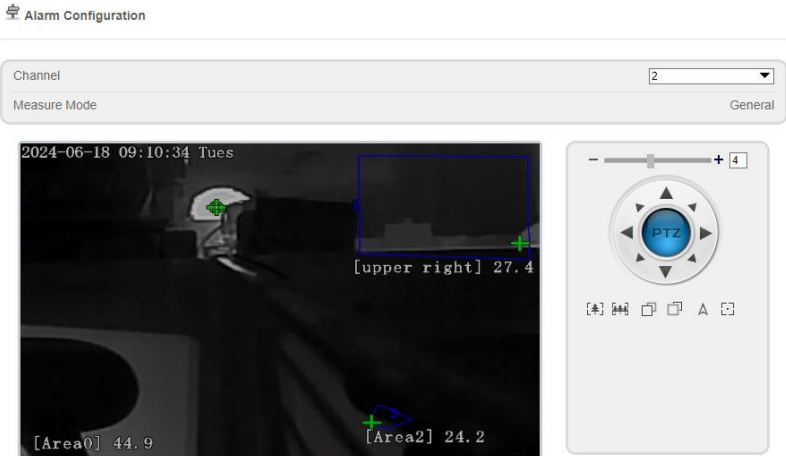 Alarm Configuration
Channel
2
Measure Mode
General
2024-06-18 09:10:34 Tues
[upper right] 27.4
[Area0] 44.9
[Area2] 24.2
− + 4
PTZ